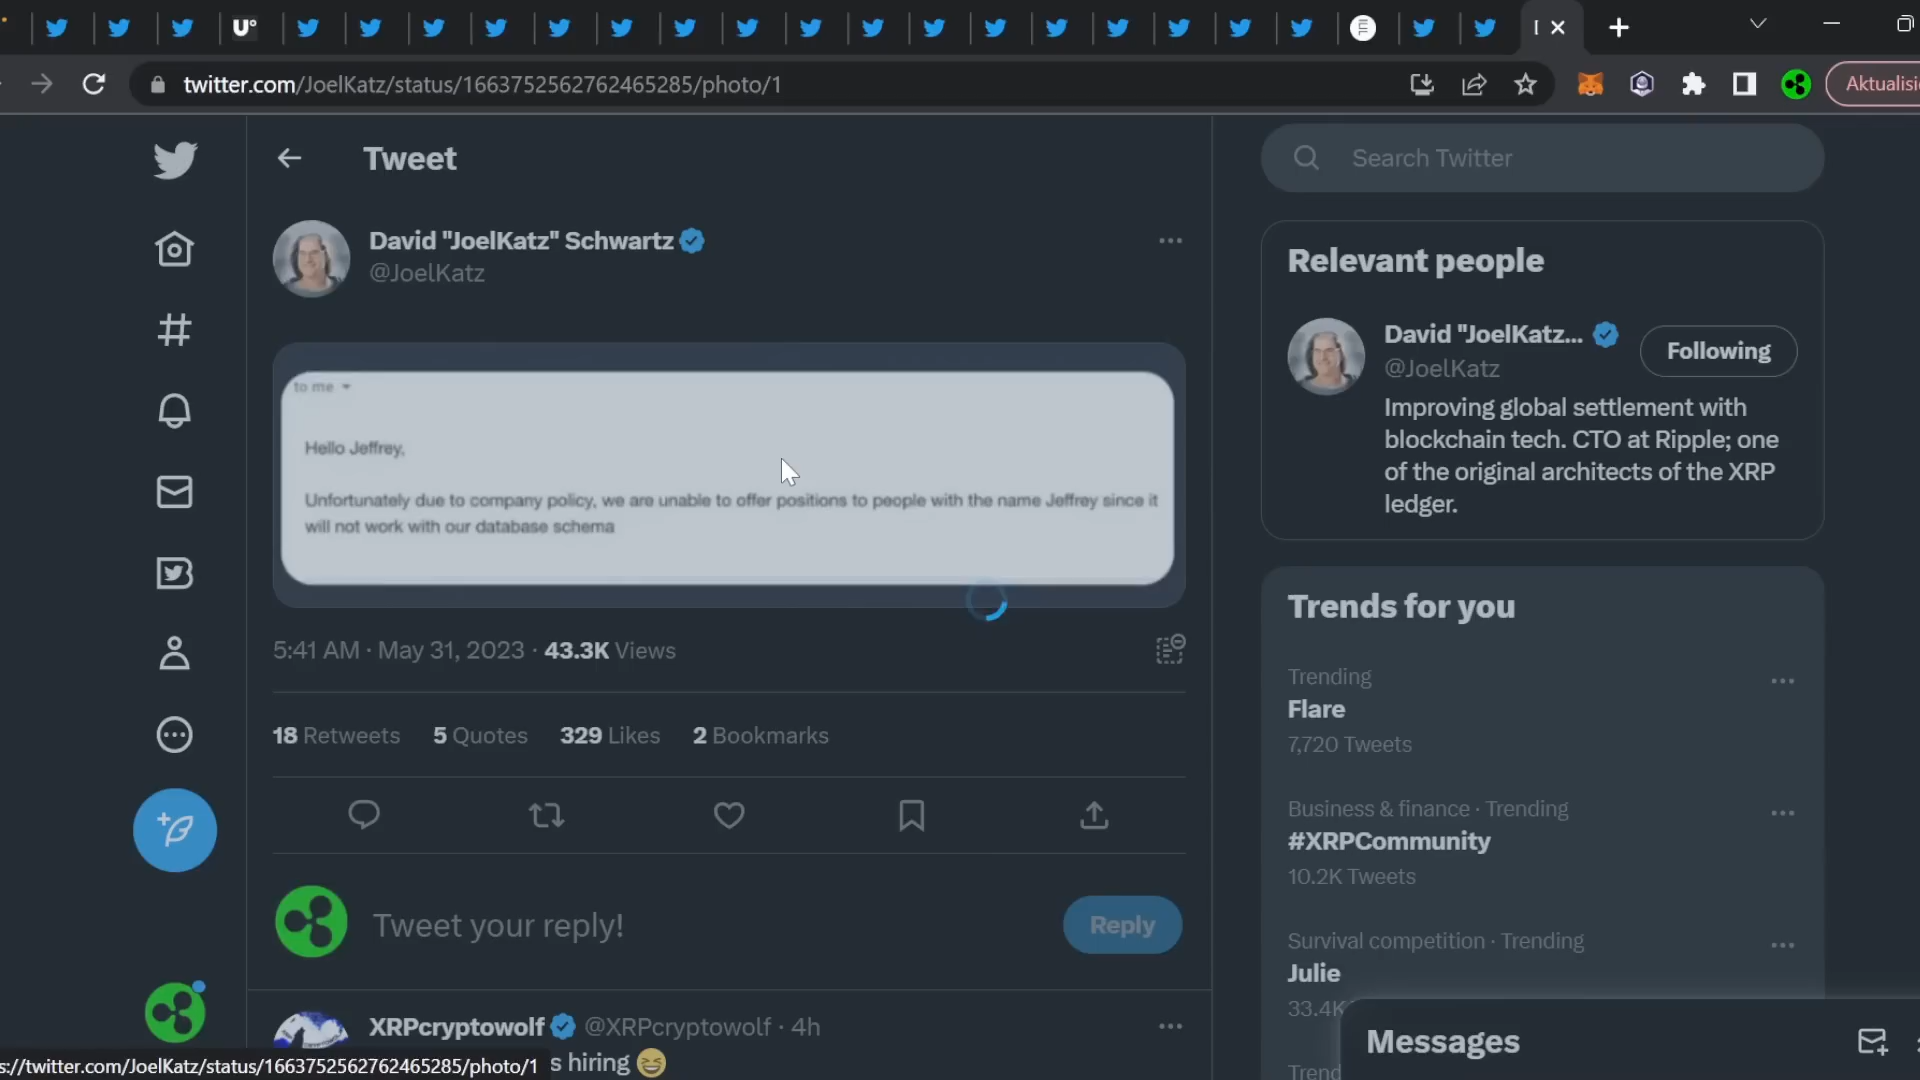 twitter.com/JoelKatz/status/1663752562762465285/photo/1
Tweet
Search Twitter
David "JoelKatz" Schwartz
@JoelKatz
Relevant people
David "JoelKatz...
@JoelKatz
Following
Improving global settlement with
blockchain tech. CTO at Ripple; one
of the original architects of the XRP
ledger.
to me
Hello Jeffrey,
Unfortunately due to company policy, we are unable to offer positions to people with the name Jeffrey since it
will not work with our database schema
5:41 AM · May 31, 2023 · 43.3K Views
18 Retweets 5 Quotes 329 Likes 2 Bookmarks
Tweet your reply!
Reply
XRPcryptowolf @XRPcryptowolf · 4h
s hiring
s://twitter.com/JoelKatz/status/1663752562762465285/photo/1
Trends for you
Trending
Flare
7,720 Tweets
Business & finance · Trending
#XRPCommunity
10.2K Tweets
Survival competition · Trending
Julie
33.4K
Trend
Messages